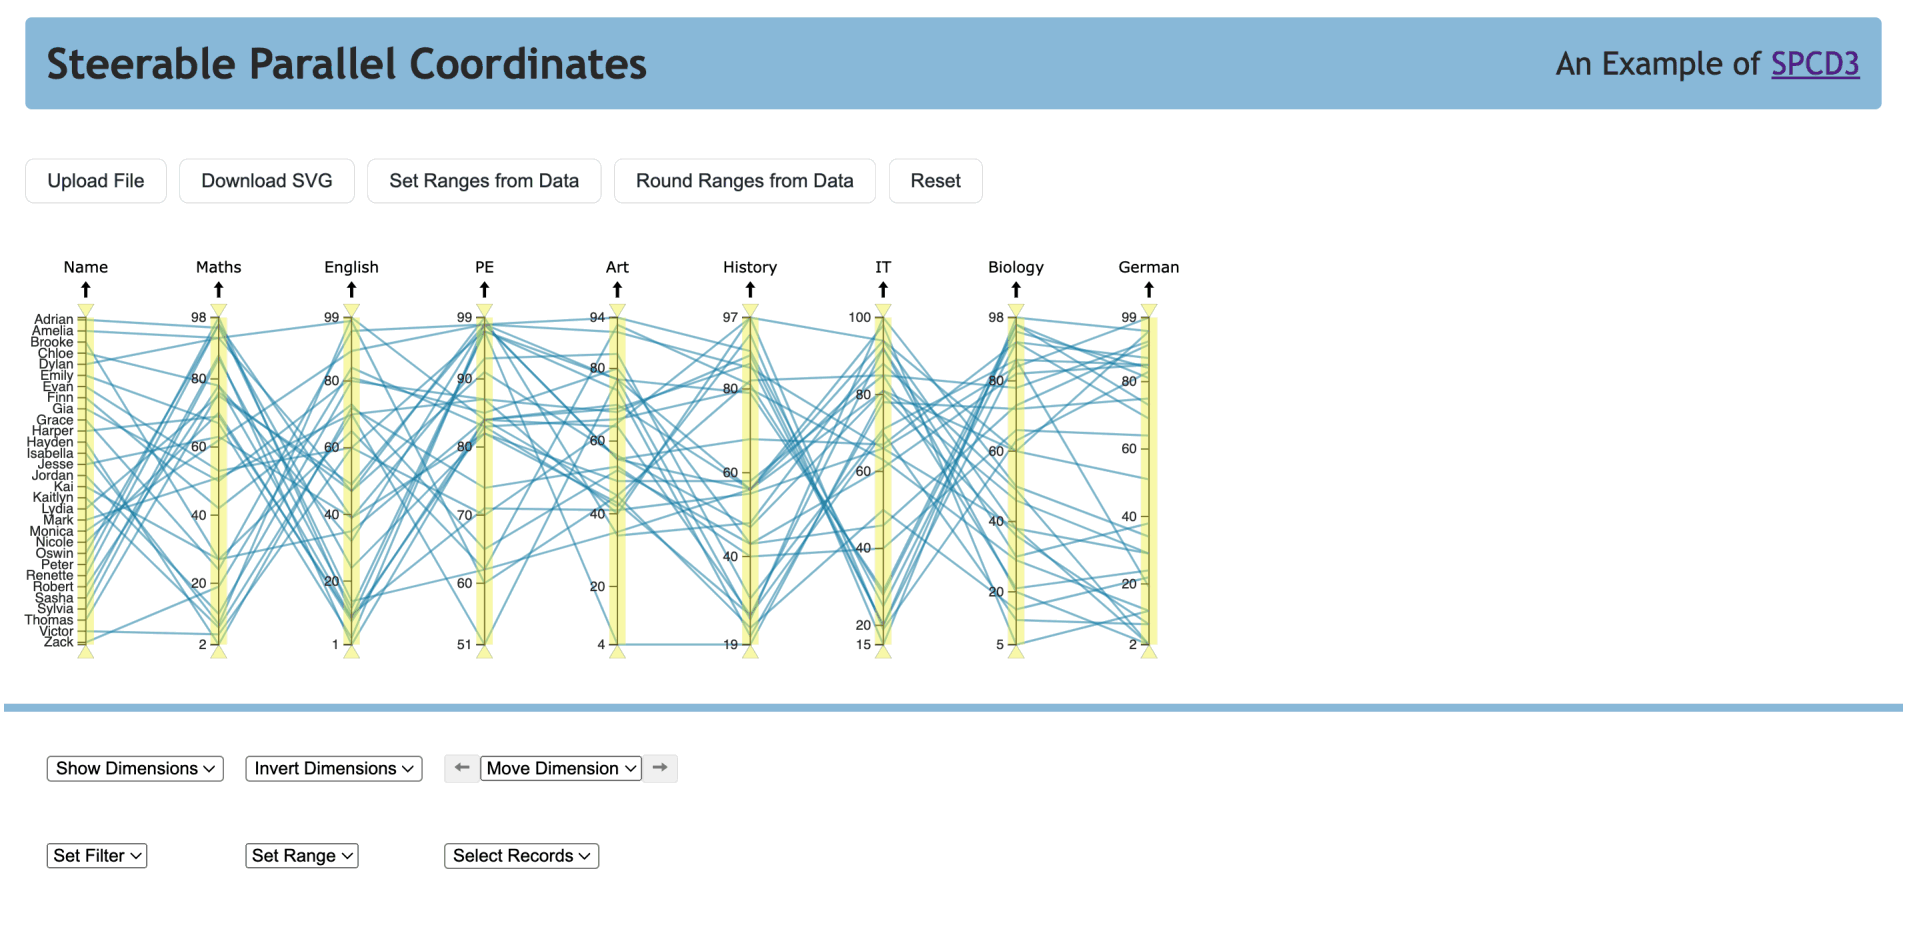 Steerable Parallel Coordinates
An Example of SPCD3
Upload File
Download SVG
Set Ranges from Data
Round Ranges from Data
Reset
Name
Maths
English
PE
Art
History
IT
Biology
German
Adrian
Amelia
Brooke
Chloe
Dylan
Emily
Evan
Finn
Gia
Grace
Harper
Hayden
Isabella
Jesse
Jordan
Kai
Kaitlyn
Lydia
Mark
Monica
Nicole
Oswin
Peter
Renette
Robert
Sasha
Sylvia
Thomas
Victor
Zack
98
80
60
40
20
2
99
80
60
40
20
1
99
90
80
70
60
51
94
80
60
40
20
4
97
80
60
40
19
100
80
60
40
20
15
98
80
60
40
20
5
99
80
60
40
20
2
Show Dimensions
Invert Dimensions
Move Dimension
Set Filter
Set Range
Select Records